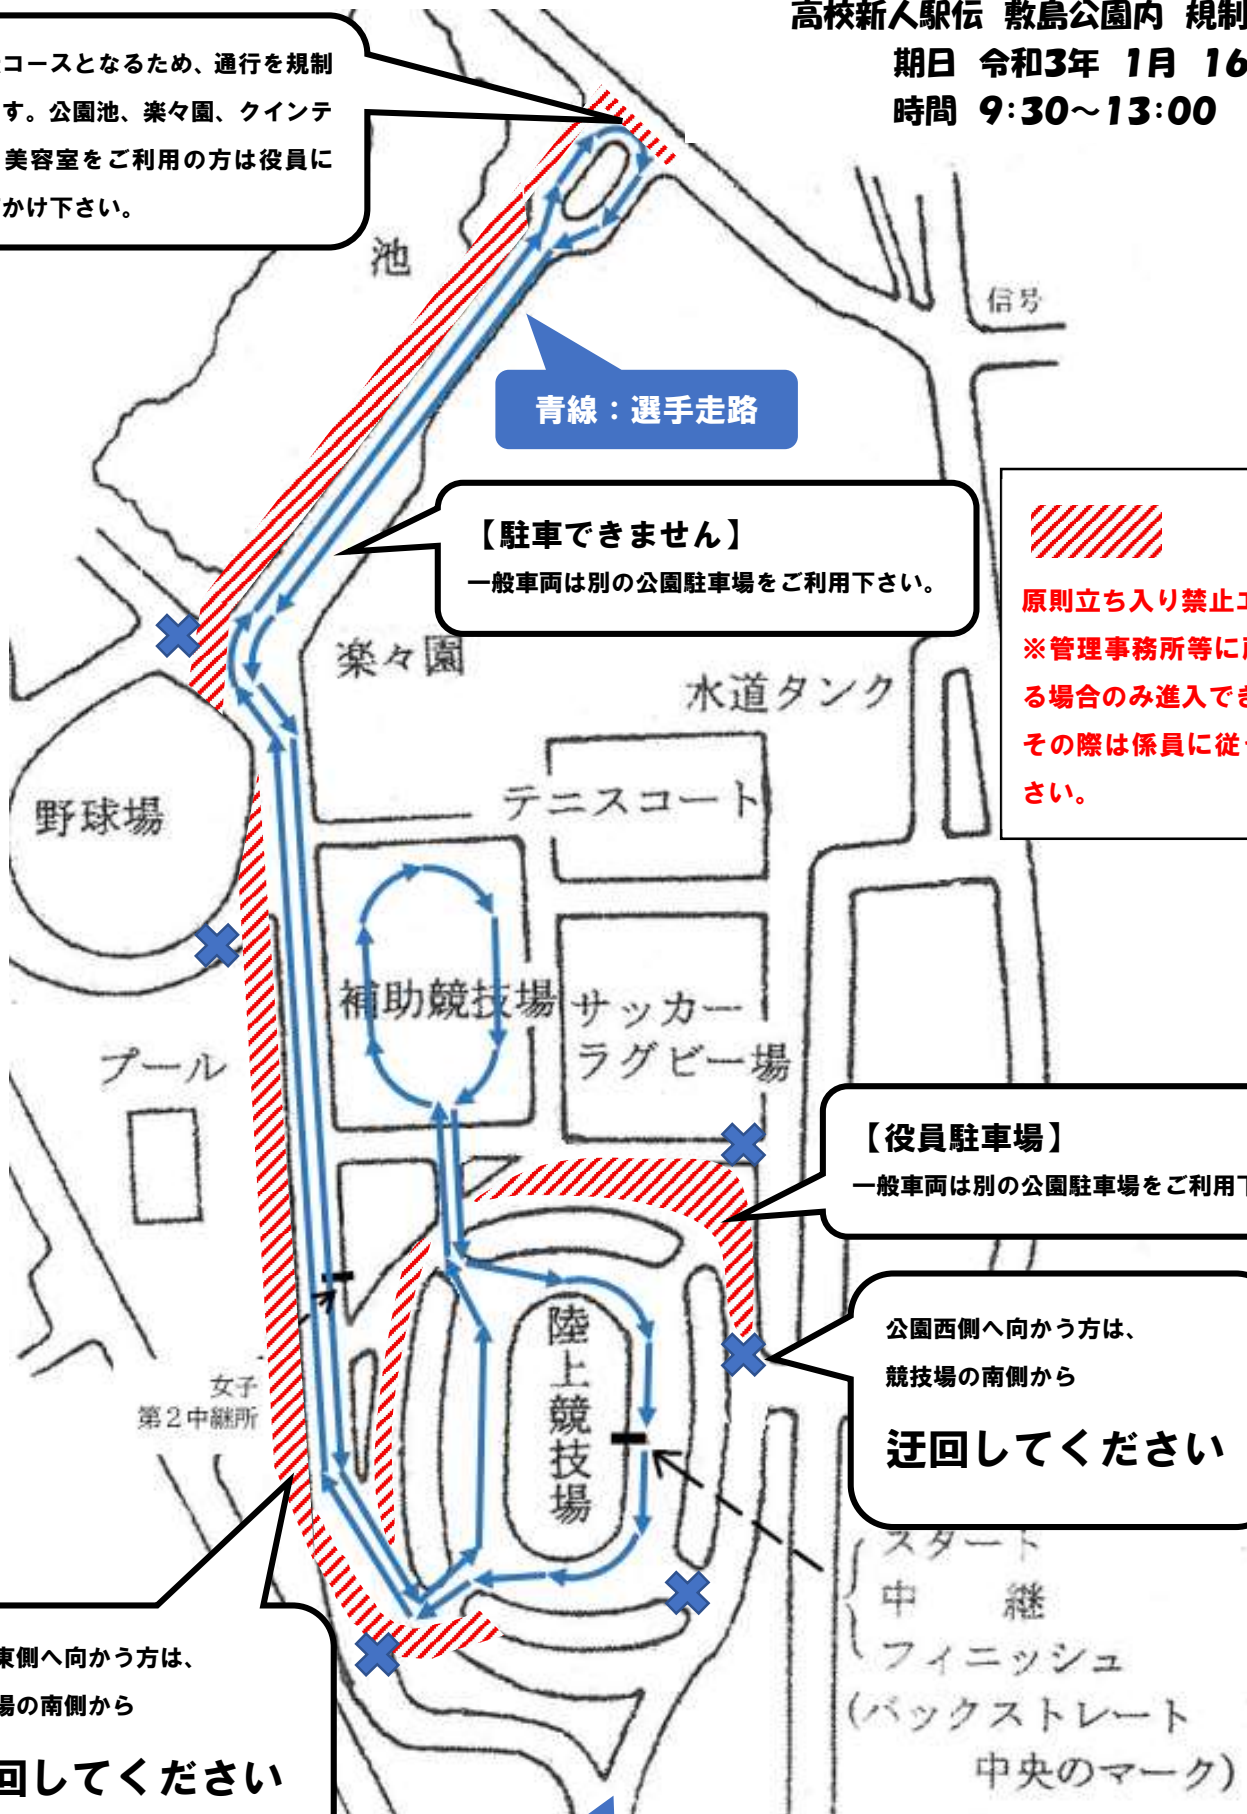 高校新人駅伝 敷島公園内 規制
期日 令和3年 1月 16
時間 9:30～13:00
コースとなるため、通行を規制
す。公園池、楽々園、クインテ
美容室をご利用の方は役員に
かけ下さい。
池
信号
青線：選手走路
【駐車できません】
一般車両は別の公園駐車場をご利用下さい。
原則立ち入り禁止エ
※管理事務所等に
る場合のみ進入でき
その際は係員に従
さい。
楽々園
水道タンク
テニスコート
野球場
補助競技場
サッカー
ラグビー場
プール
【役員駐車場】
一般車両は別の公園駐車場をご利用下
公園西側へ向かう方は、
競技場の南側から
迂回してください
陸上競技場
女子
第2中継所
スタート
中 継
フィニッシュ
(バックストレート
中央のマーク)
東側へ向かう方は、
場の南側から
回してください